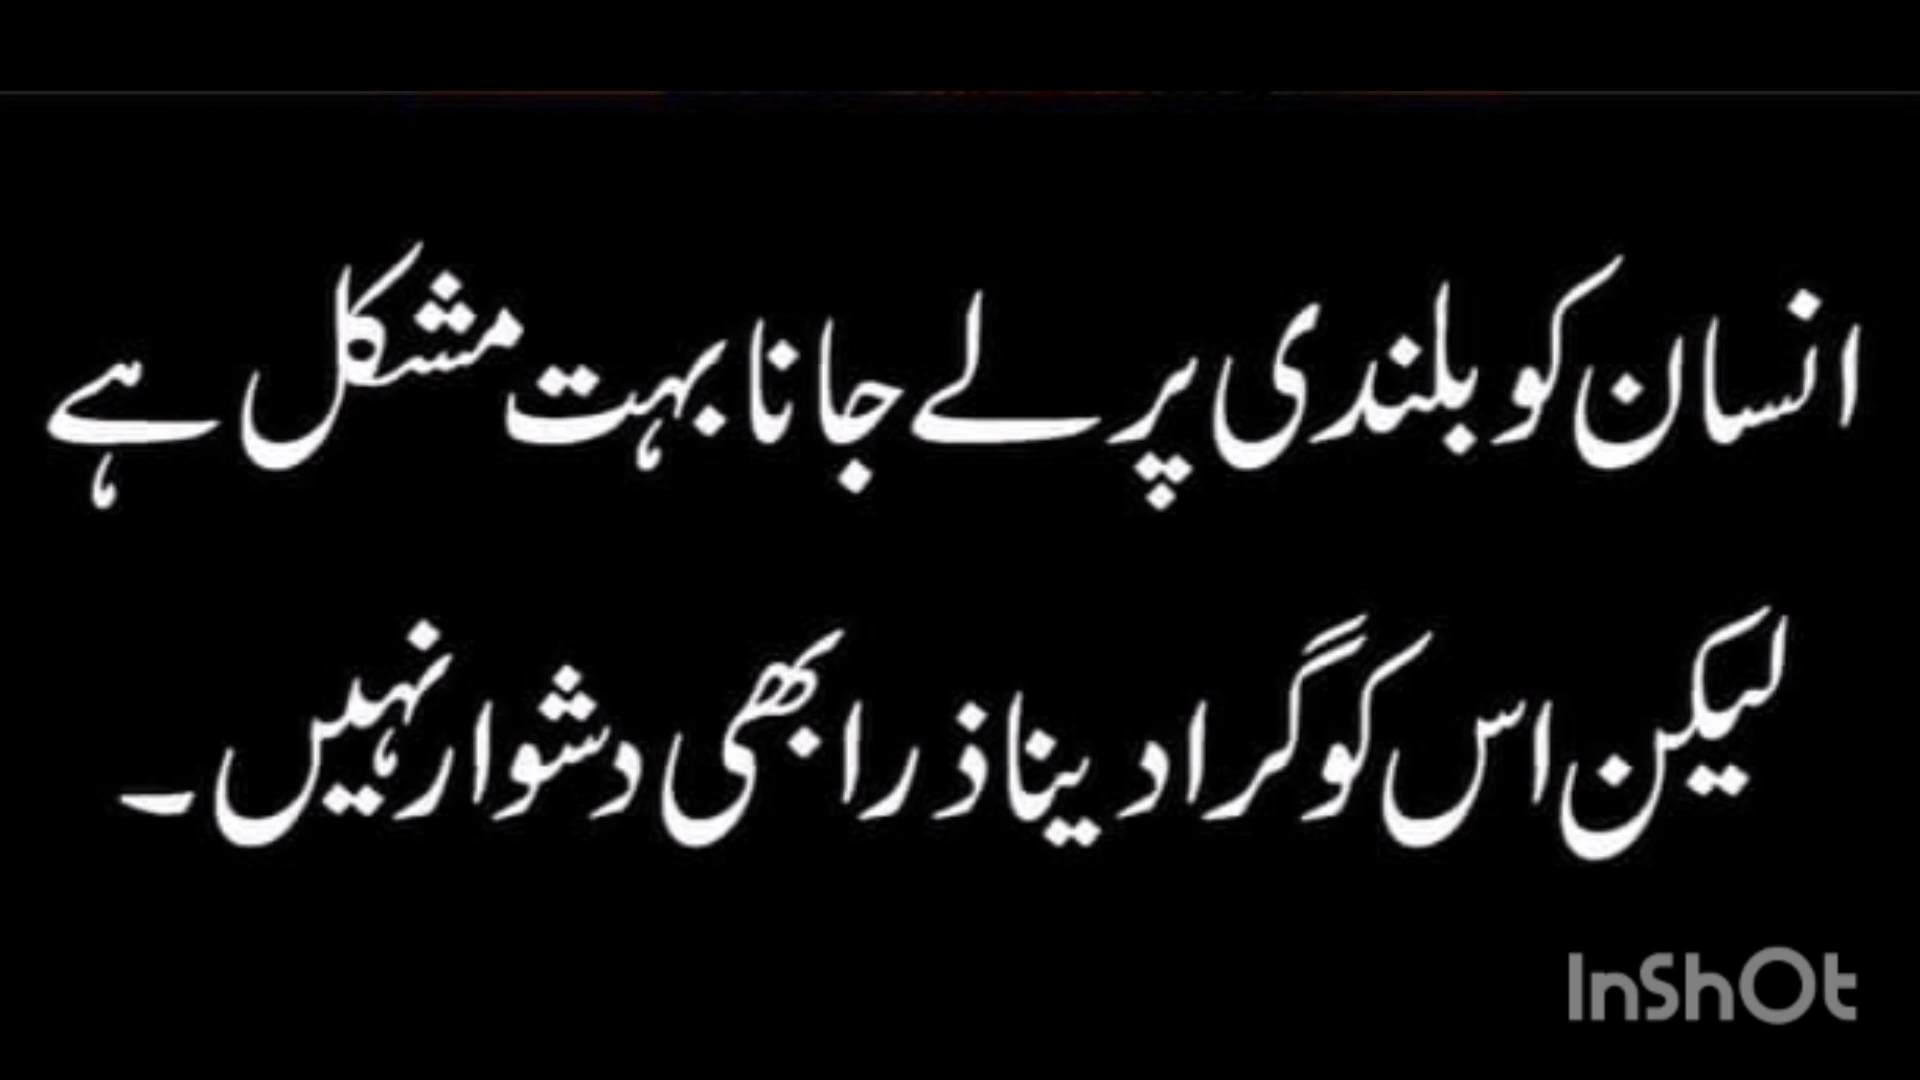 انسان کو بلندی پر لے جانا بہت مشکل ہے
لیکن اس کو گرا دینا ذرا بھی دشوار نہیں۔
InShOt